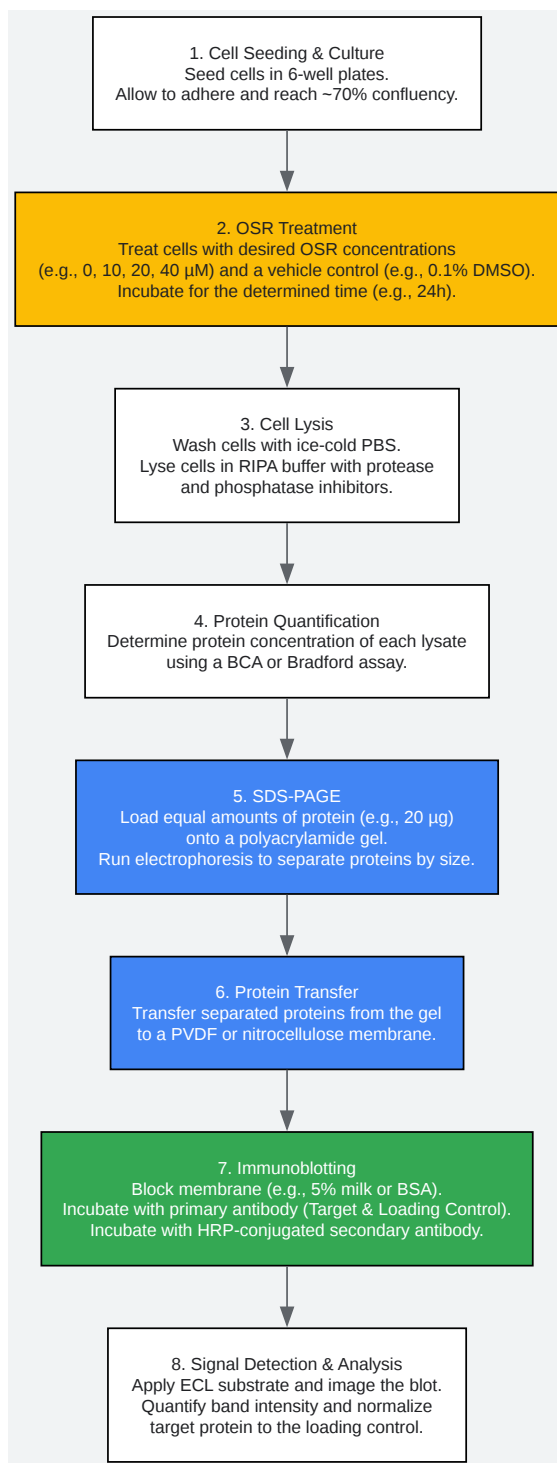 1. Cell Seeding & Culture
Seed cells in 6-well plates.
Allow to adhere and reach ~70% confluency.
2. OSR Treatment
Treat cells with desired OSR concentrations
(e.g., 0, 10, 20, 40 µM) and a vehicle control (e.g., 0.1% DMSO).
Incubate for the determined time (e.g., 24h).
3. Cell Lysis
Wash cells with ice-cold PBS.
Lyse cells in RIPA buffer with protease
and phosphatase inhibitors.
4. Protein Quantification
Determine protein concentration of each lysate
using a BCA or Bradford assay.
5. SDS-PAGE
Load equal amounts of protein (e.g., 20 µg)
onto a polyacrylamide gel.
Run electrophoresis to separate proteins by size.
6. Protein Transfer
Transfer separated proteins from the gel
to a PVDF or nitrocellulose membrane.
7. Immunoblotting
Block membrane (e.g., 5% milk or BSA).
Incubate with primary antibody (Target & Loading Control).
Incubate with HRP-conjugated secondary antibody.
8. Signal Detection & Analysis
Apply ECL substrate and image the blot.
Quantify band intensity and normalize
target protein to the loading control.